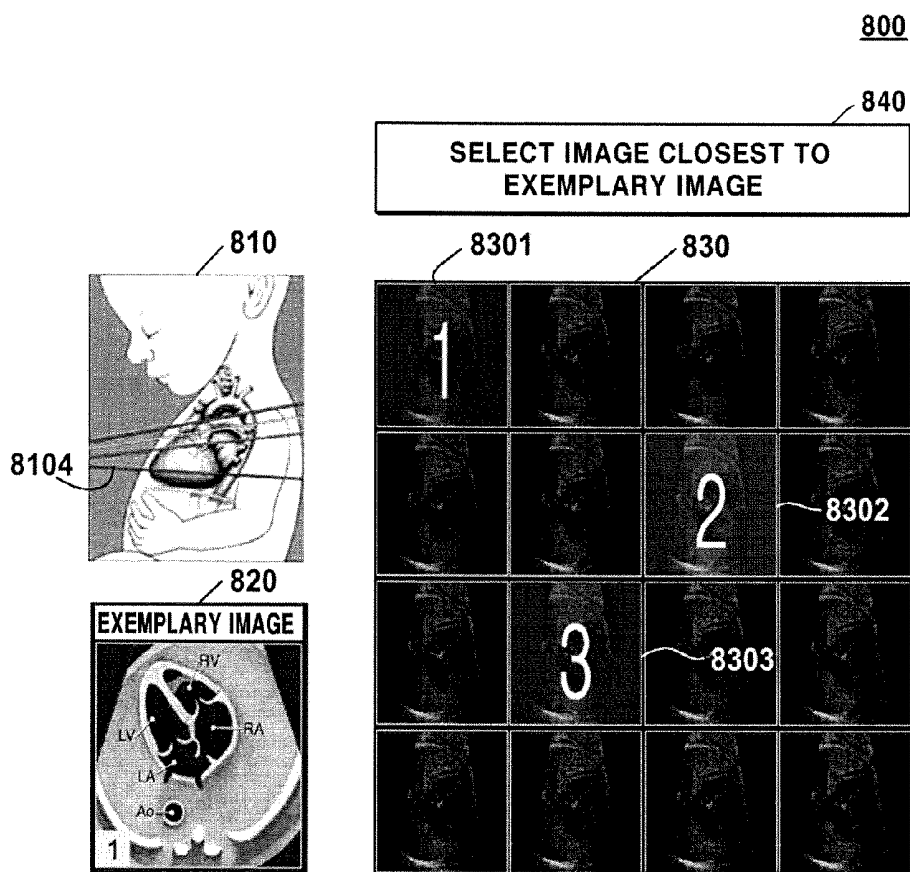 800
840
SELECT IMAGE CLOSEST TO
EXEMPLARY IMAGE
810
8301
830
1
8104
2
8302
820
EXEMPLARY IMAGE
RV
LV
RA
LA
Ao
1
3
8303